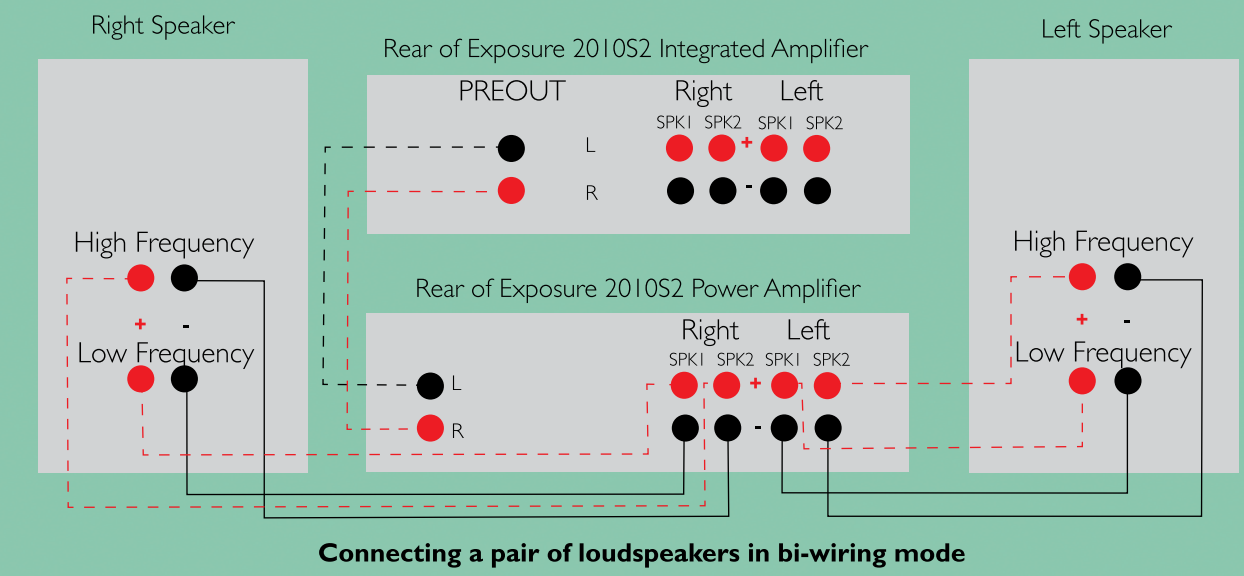 Right Speaker
Left Speaker
Rear of Exposure 2010S2 Integrated Amplifier
PREOUT
Right Left
SPK1 SPK2 SPK1 SPK2
L
+
R
-
High Frequency
+ -
Low Frequency
High Frequency
+ -
Low Frequency
Rear of Exposure 2010S2 Power Amplifier
Right Left
SPK1 SPK2 SPK1 SPK2
L
+
R
-
Connecting a pair of loudspeakers in bi-wiring mode